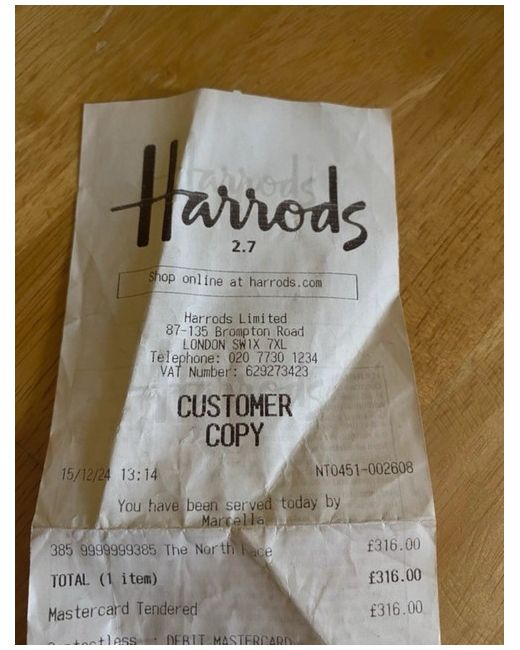 Harrods
2.7
Shop online at harrods.com
Harrods Limited
87-135 Brompton Road
LONDON SW1X 7XL
Telephone: 020 7730 1234
VAT Number: 629273423
CUSTOMER
COPY
15/12/24 13:14 NT0451-002608
You have been served today by
Marcella
385 9999999385 The North Face £316.00
TOTAL (1 item) £316.00
Mastercard Tendered £316.00
Contactless : DEBIT MASTERCARD